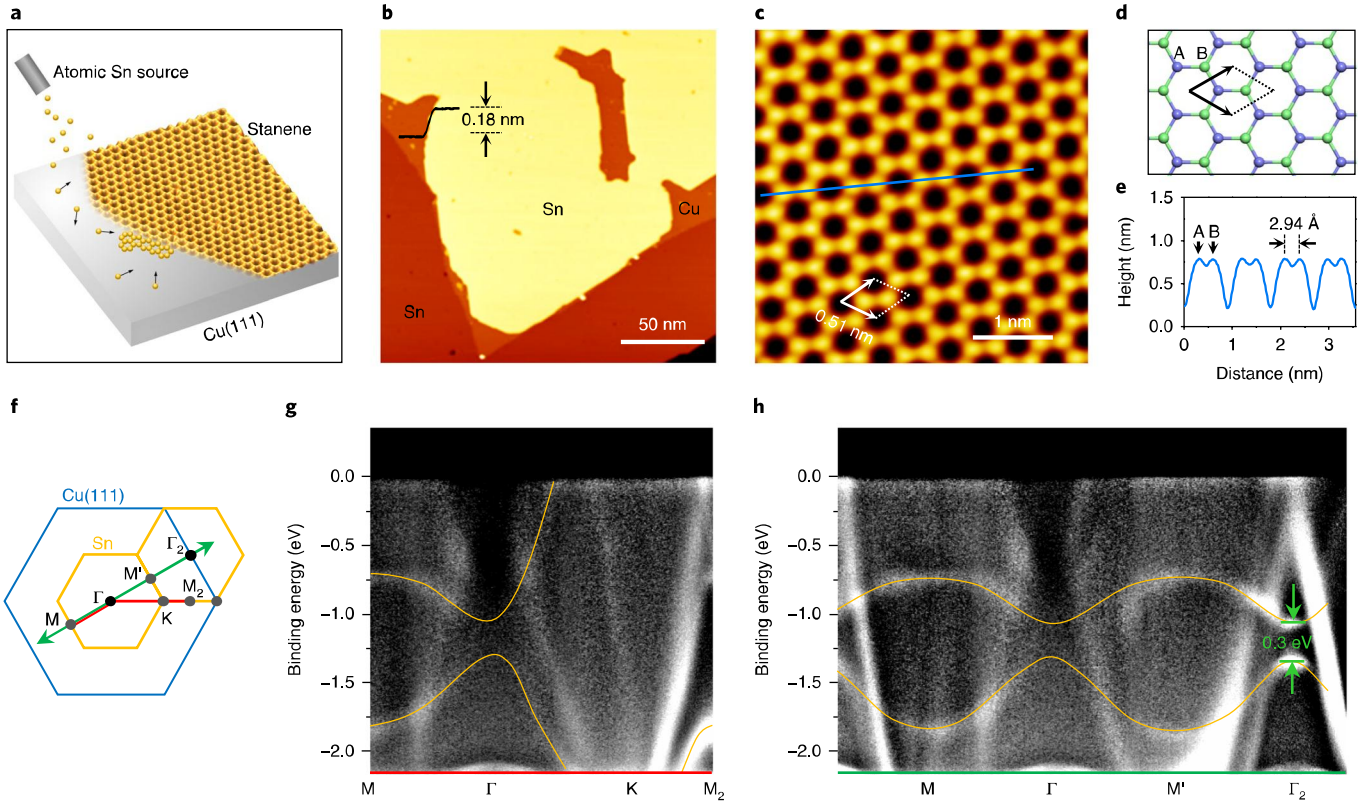 a
Atomic Sn source
Stanene
Cu(111)
b
0.18 nm
Sn
Cu
Sn
50 nm
c
0.51 nm
1 nm
d
A B
e
1.5
1.0
0.5
0.0
Height (nm)
A B
2.94 Å
0 1 2 3
Distance (nm)
f
Cu(111)
Sn
Γ₂
M'
Γ
M₂
M
K
g
0.0
−0.5
−1.0
−1.5
−2.0
Binding energy (eV)
M Γ K M₂
h
0.0
−0.5
−1.0
−1.5
−2.0
Binding energy (eV)
0.3 eV
M Γ M' Γ₂